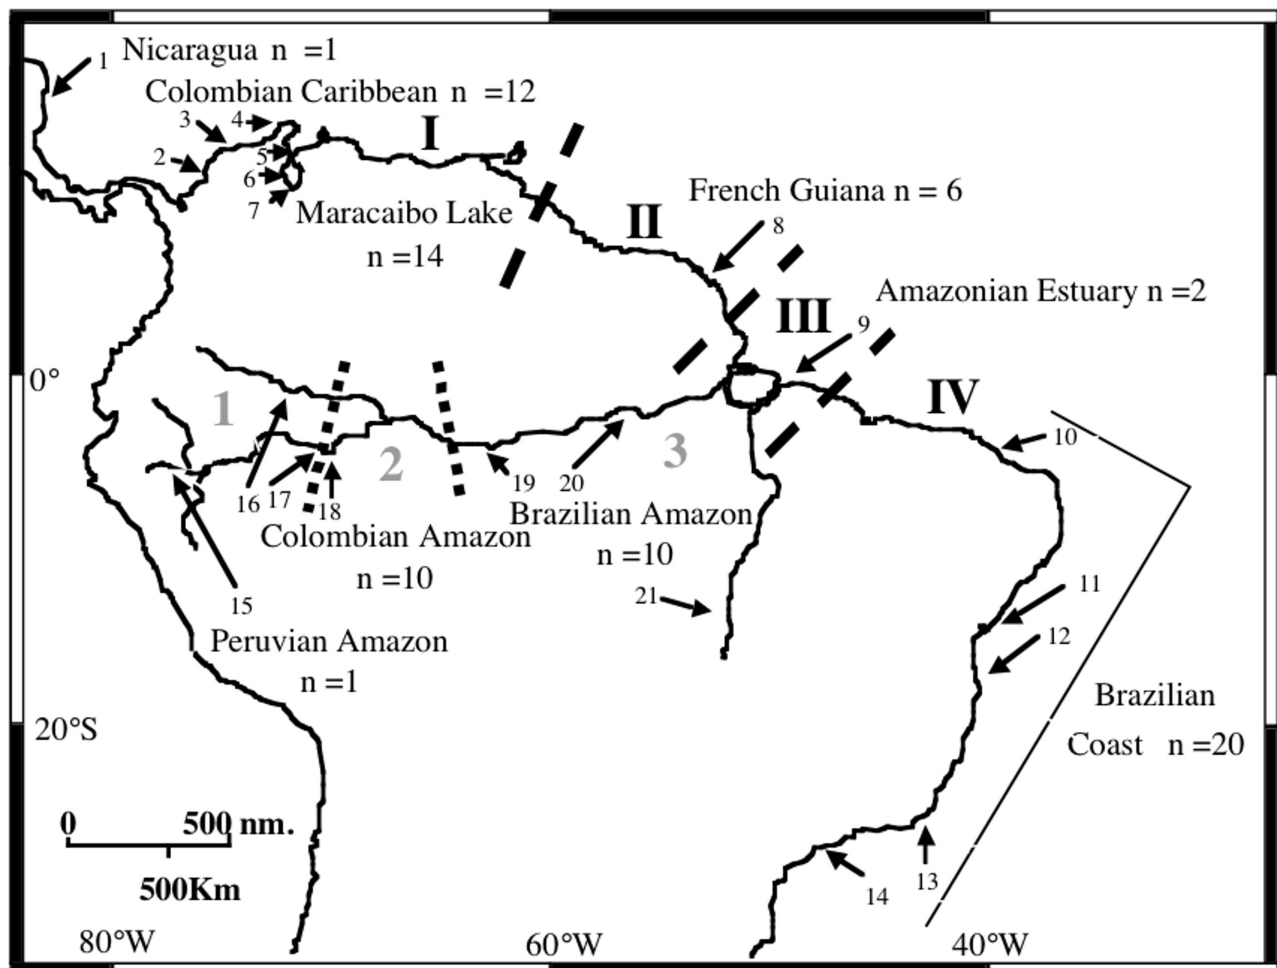 1 Nicaragua n =1
Colombian Caribbean n =12
3 4 I
2 5
6
7
Maracaibo Lake
n =14
II
French Guiana n = 6
8
Amazonian Estuary n =2
III 9
0°
1
IV
10
2 3
16 17 18 19 20
Colombian Amazon
n =10
Brazilian Amazon
n =10
15
21
11
12
Peruvian Amazon
n =1
Brazilian
Coast n =20
20°S
0 500 nm.
500Km
14 13
80°W 60°W 40°W